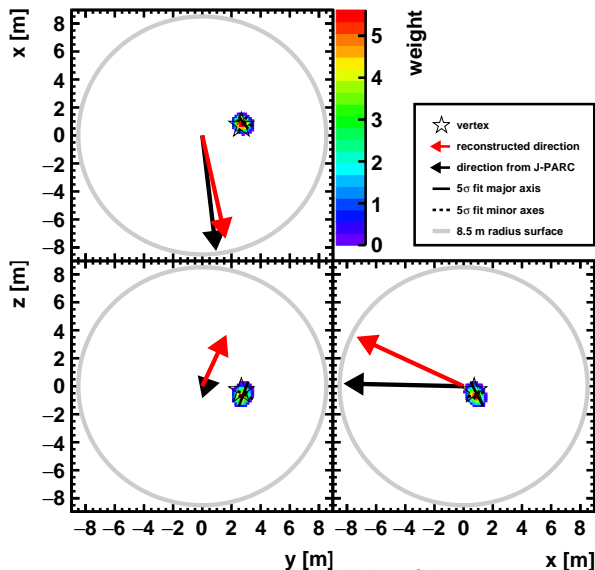 x [m]
8
6
4
2
0
−2
−4
−6
−8
weight
5
4
3
2
1
0
vertex
reconstructed direction
direction from J-PARC
5σ fit major axis
5σ fit minor axes
8.5 m radius surface
z [m]
8
6
4
2
0
−2
−4
−6
−8
−8 −6 −4 −2 0 2 4 6 8
y [m]
−8 −6 −4 −2 0 2 4 6 8
x [m]